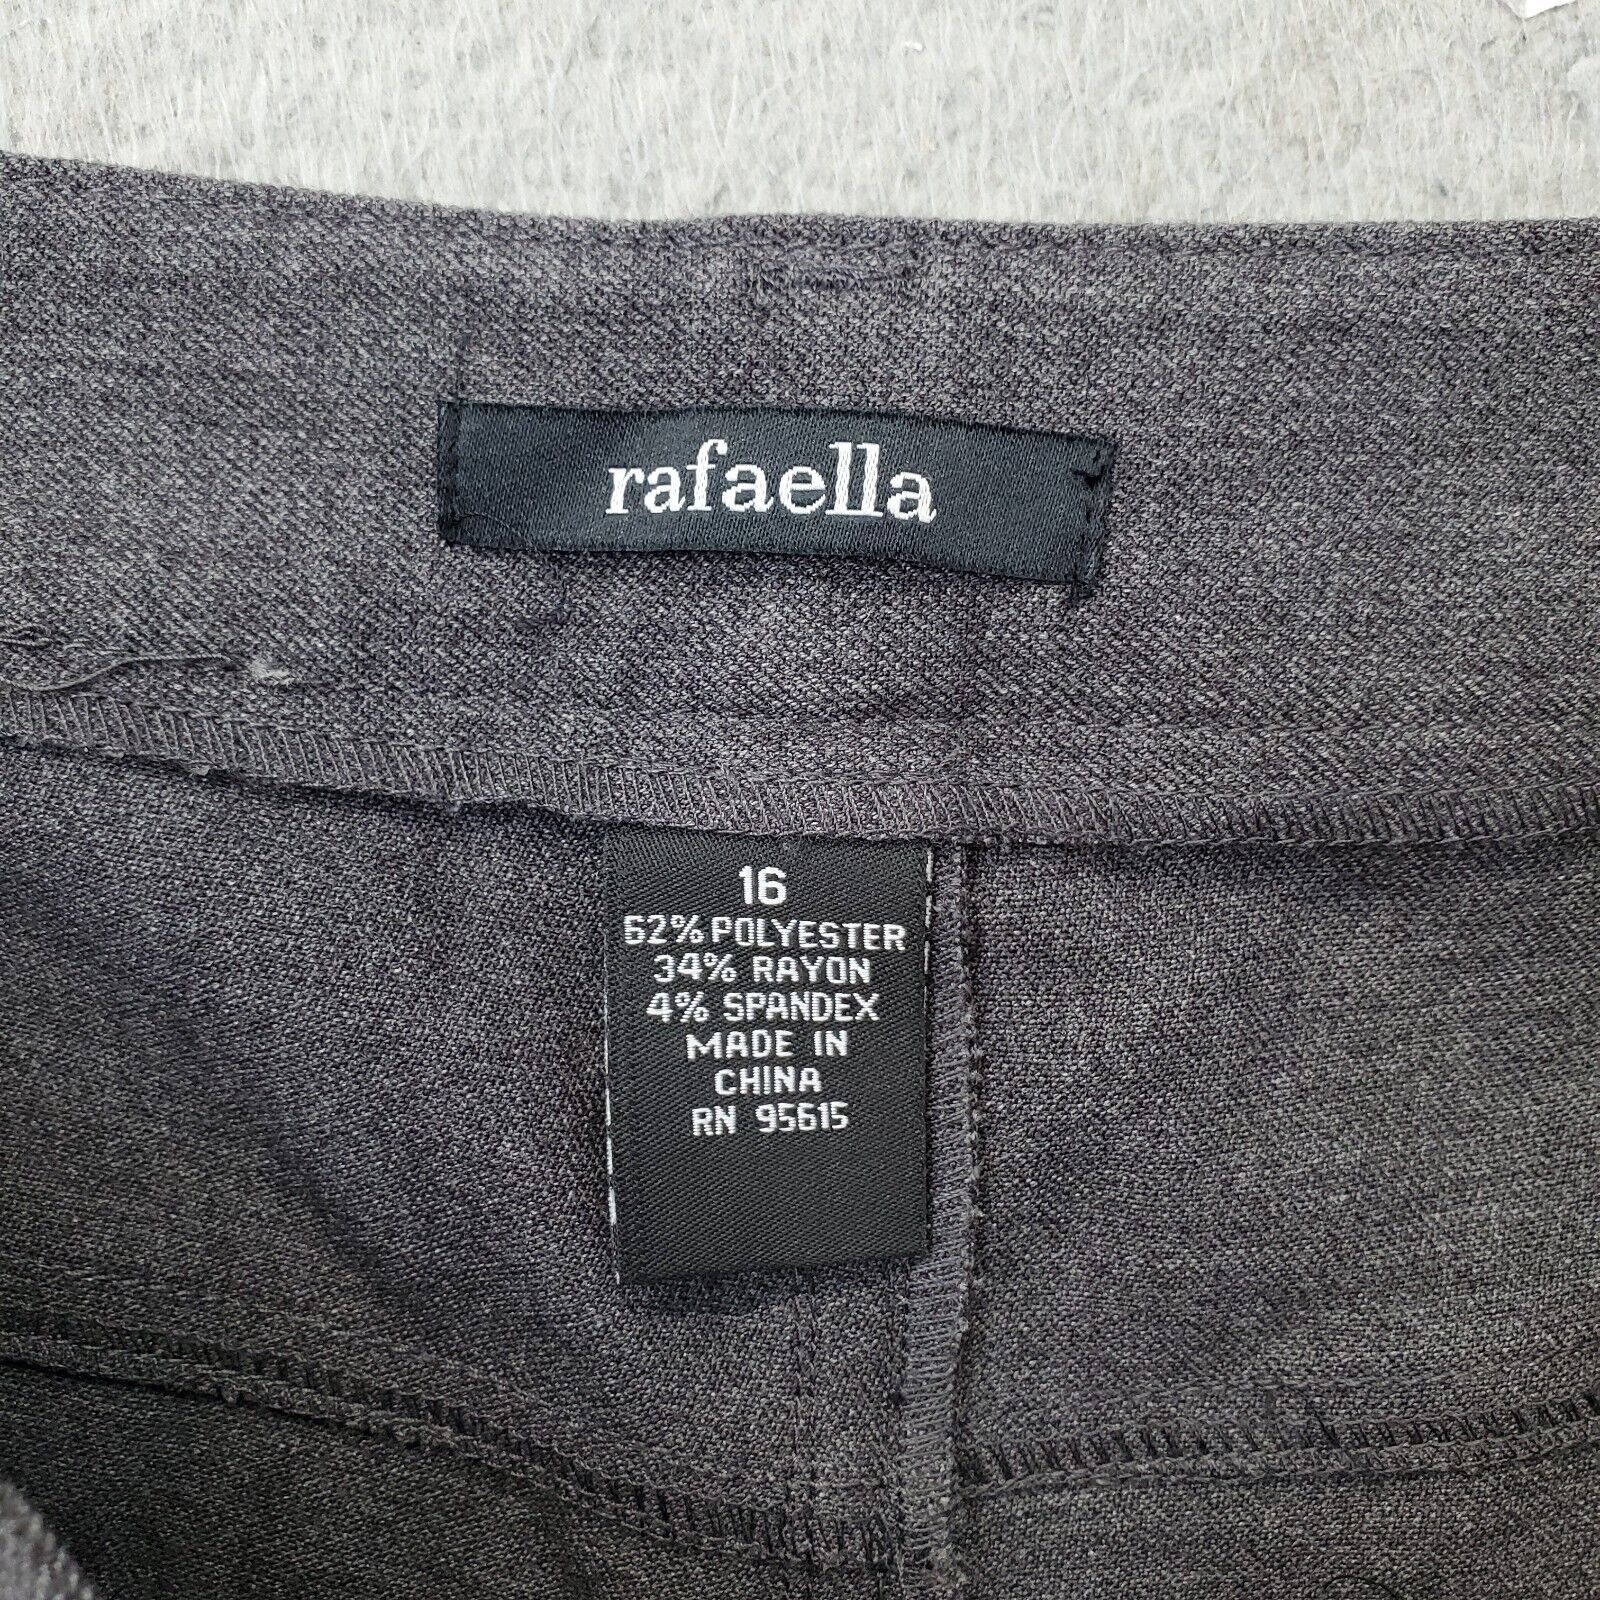 rafaella
16
62% POLYESTER
34% RAYON
4% SPANDEX
MADE IN
CHINA
RN 95615